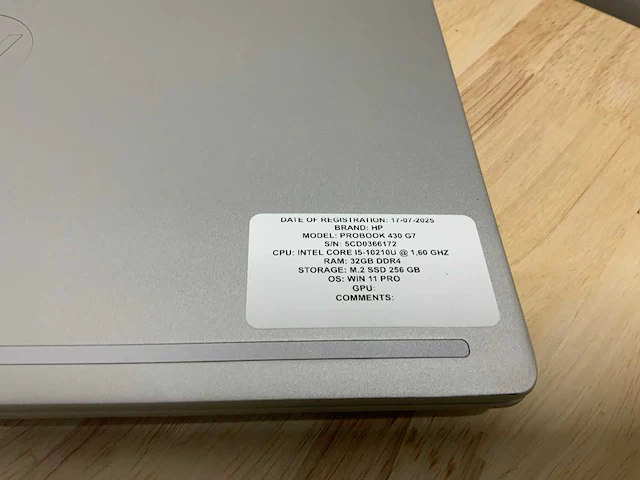 DATE OF REGISTRATION: 17-07-2025
BRAND: HP
MODEL: PROBOOK 430 G7
S/N: 5CD0366172
CPU: INTEL CORE I5-10210U @ 1,60 GHZ
RAM: 32GB DDR4
STORAGE: M.2 SSD 256 GB
OS: WIN 11 PRO
GPU:
COMMENTS: